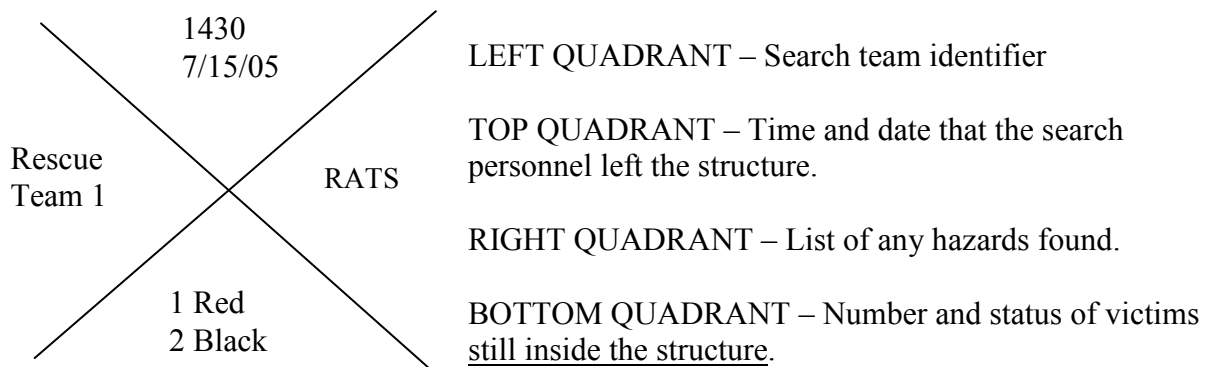 1430
7/15/05
Rescue
Team 1
RATS
1 Red
2 Black
LEFT QUADRANT – Search team identifier
TOP QUADRANT – Time and date that the search
personnel left the structure.
RIGHT QUADRANT – List of any hazards found.
BOTTOM QUADRANT – Number and status of victims
still inside the structure.